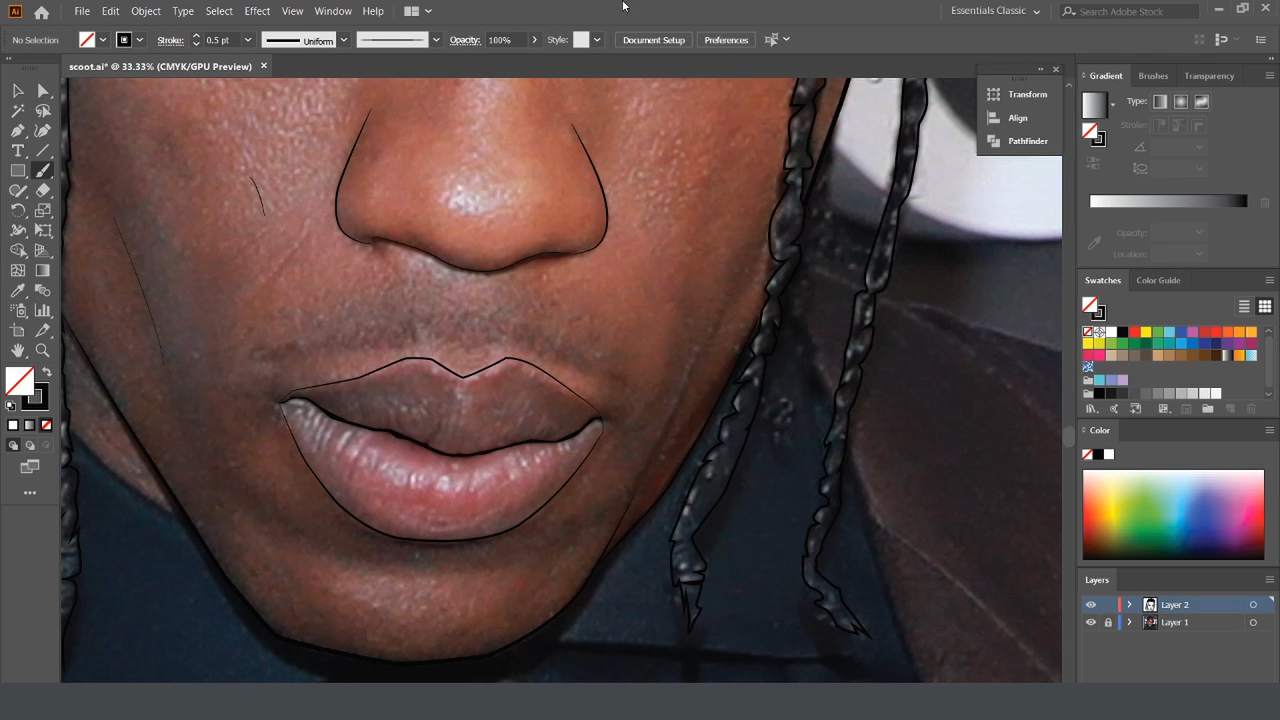 Ai File Edit Object Type Select Effect View Window Help Essentials Classic Search Adobe Stock
No Selection Stroke: 0.5 pt Uniform Opacity: 100% Style: Document Setup Preferences
scoot.ai* @ 33.33% (CMYK/GPU Preview)
Transform
Align
Pathfinder
Gradient Brushes Transparency
Type:
Stroke:
Opacity:
Location:
Swatches Color Guide
Color
Layers
Layer 2
Layer 1